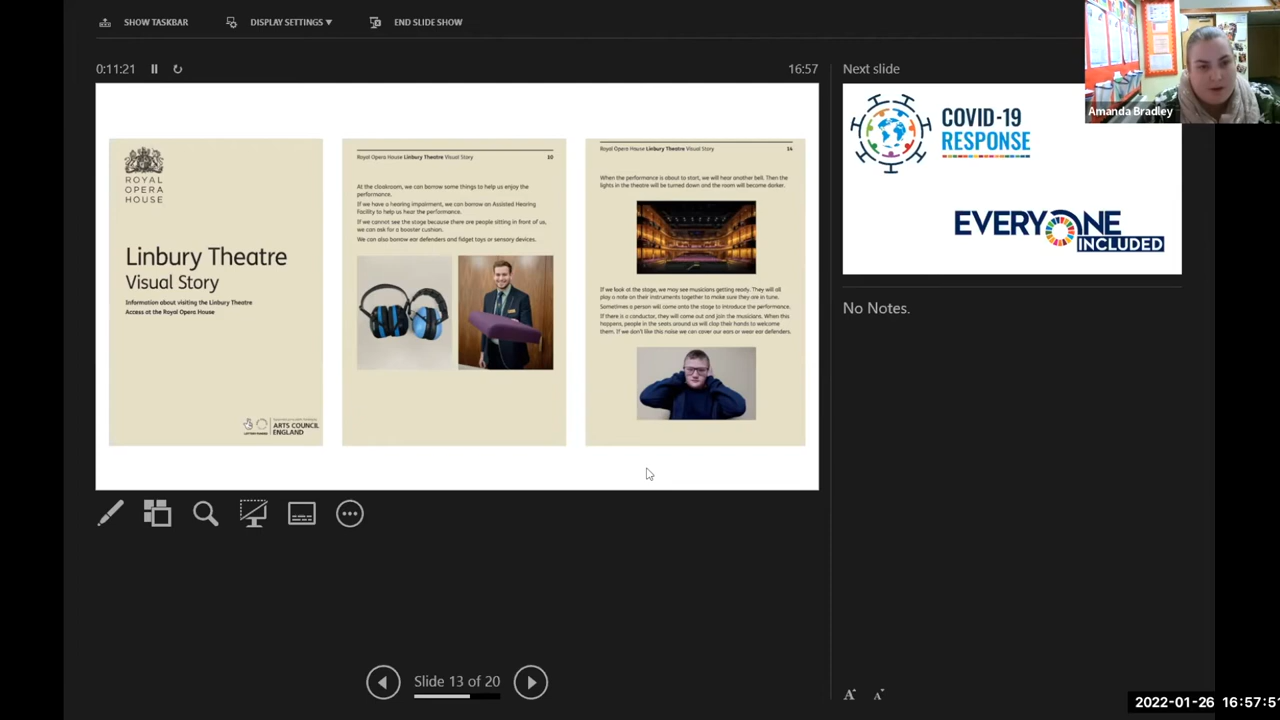 SHOW TASKBAR
DISPLAY SETTINGS ▼
END SLIDE SHOW
0:11:21
16:57
Next slide
Amanda Bradley
ROYAL
OPERA
HOUSE
Linbury Theatre
Visual Story
Information about visiting the Linbury Theatre
Access at the Royal Opera House
ARTS COUNCIL
ENGLAND
Royal Opera House Linbury Theatre Visual Story 10
At the cloakroom, we can borrow some things to help us enjoy the
performance.
If we have a hearing impairment, we can borrow an Assisted Hearing
Facility to help us hear the performance.
If we cannot see the stage because there are people sitting in front of us,
we can ask for a booster cushion.
We can also borrow ear defenders and fidget toys or sensory devices.
Royal Opera House Linbury Theatre Visual Story 14
When the performance is about to start, we will hear another bell. Then the
lights in the theatre will be turned down and the room will become darker.
If we look at the stage, we may see musicians getting ready. They will all
play a note on their instruments together to make sure they are in tune.
Sometimes a person will come onto the stage to introduce the performance.
If there is a conductor, they will come out and join the musicians. When this
happens, people in the seats around us will clap their hands to welcome
them. If we don't like this noise we can cover our ears or wear ear defenders.
COVID-19
RESPONSE
EVERYONE
INCLUDED
No Notes.
Slide 13 of 20
2022-01-26 16:57:51